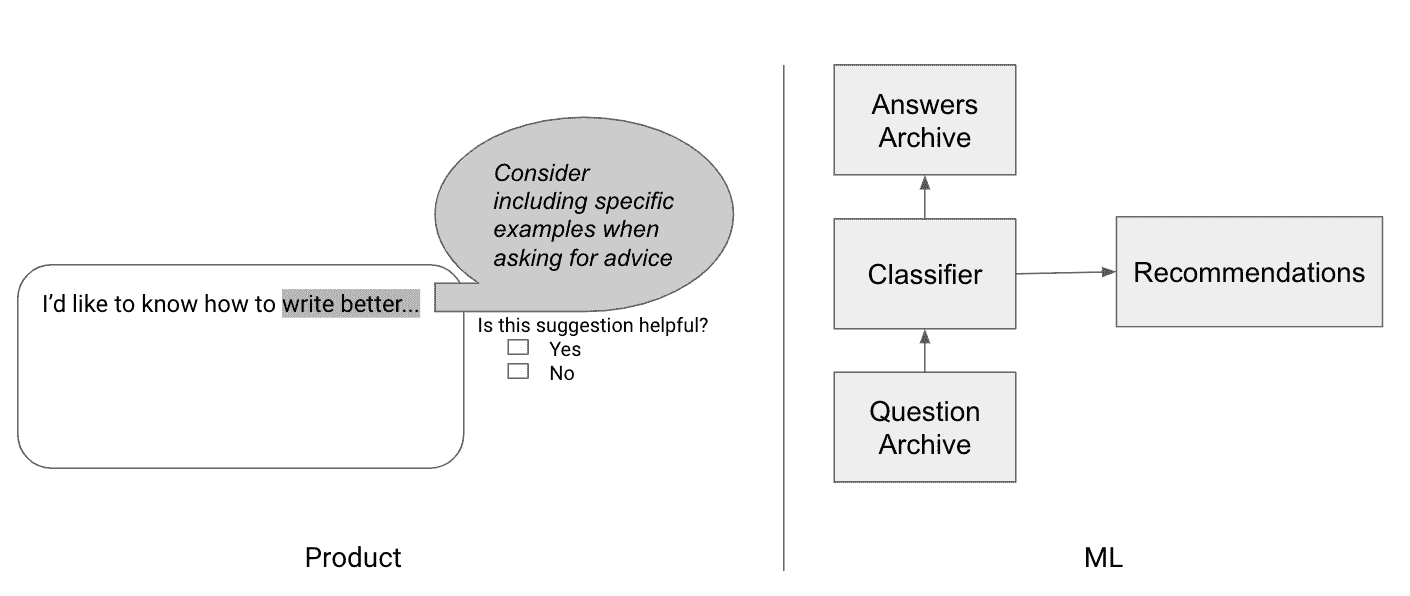 Consider
including specific
examples when
asking for advice
I’d like to know how to write better...
Is this suggestion helpful?
Yes
No
Product
Answers
Archive
Classifier
Recommendations
Question
Archive
ML